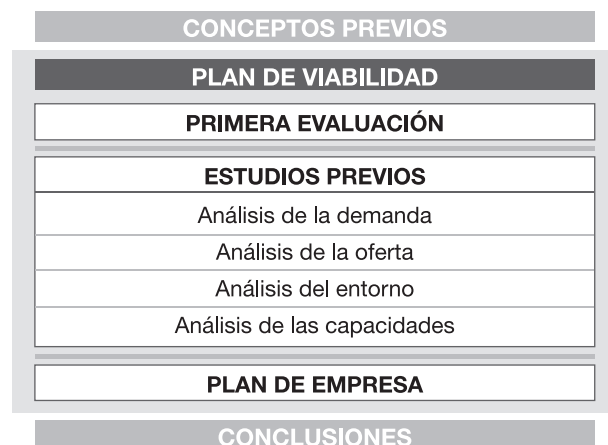 CONCEPTOS PREVIOS
PLAN DE VIABILIDAD
PRIMERA EVALUACIÓN
ESTUDIOS PREVIOS
Análisis de la demanda
Análisis de la oferta
Análisis del entorno
Análisis de las capacidades
PLAN DE EMPRESA
CONCLUSIONES